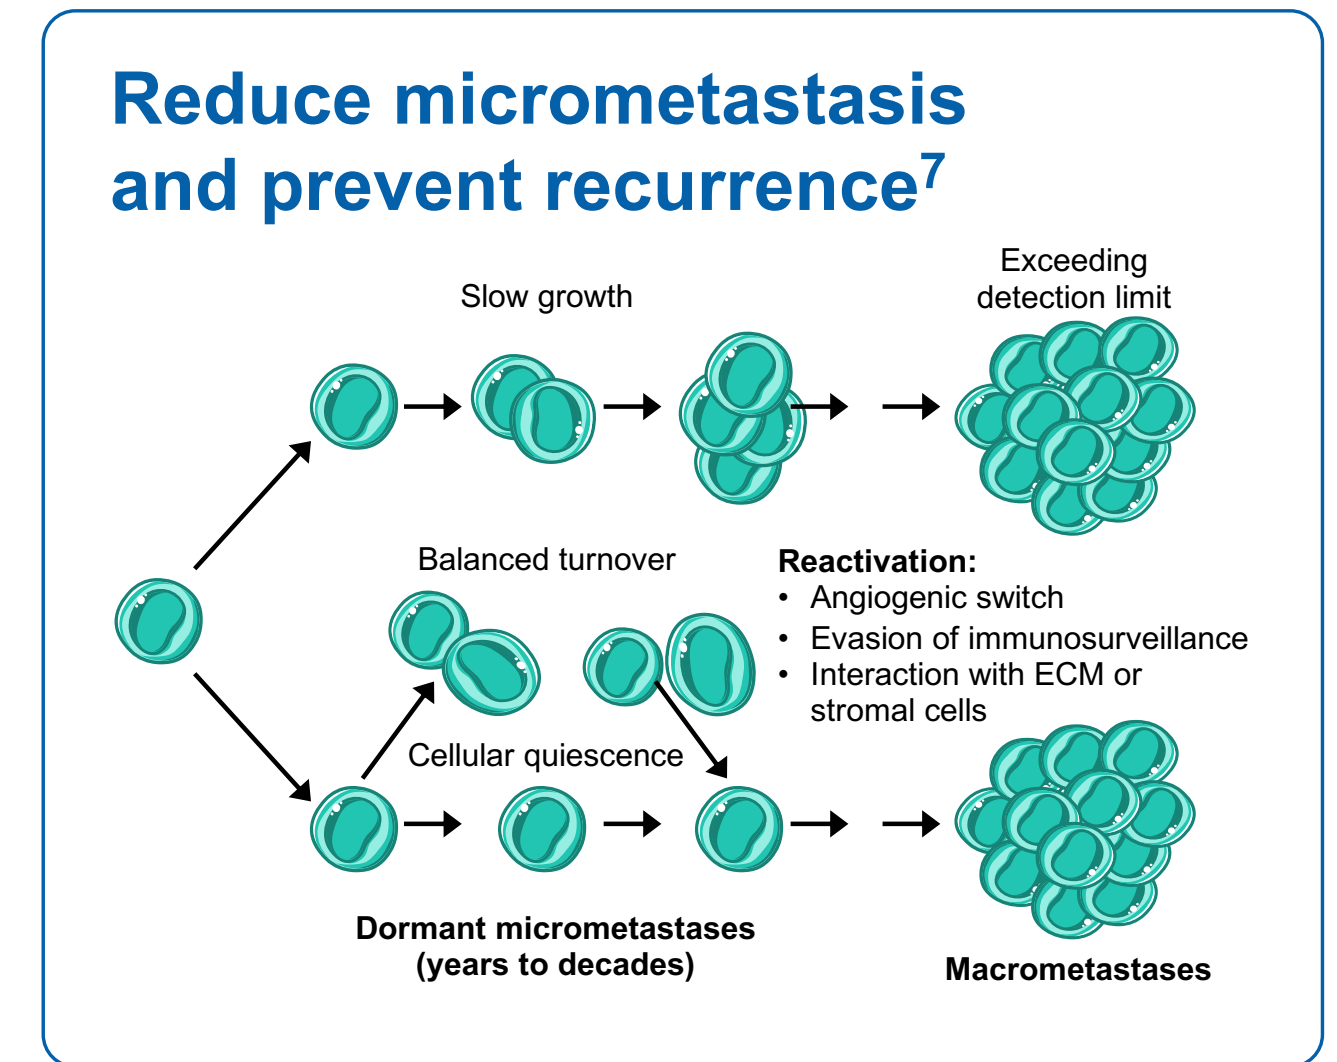 Reduce micrometastasis
and prevent recurrence7
Slow growth
Exceeding
detection limit
Balanced turnover
Reactivation:
• Angiogenic switch
• Evasion of immunosurveillance
• Interaction with ECM or
stromal cells
Cellular quiescence
Dormant micrometastases
(years to decades)
Macrometastases